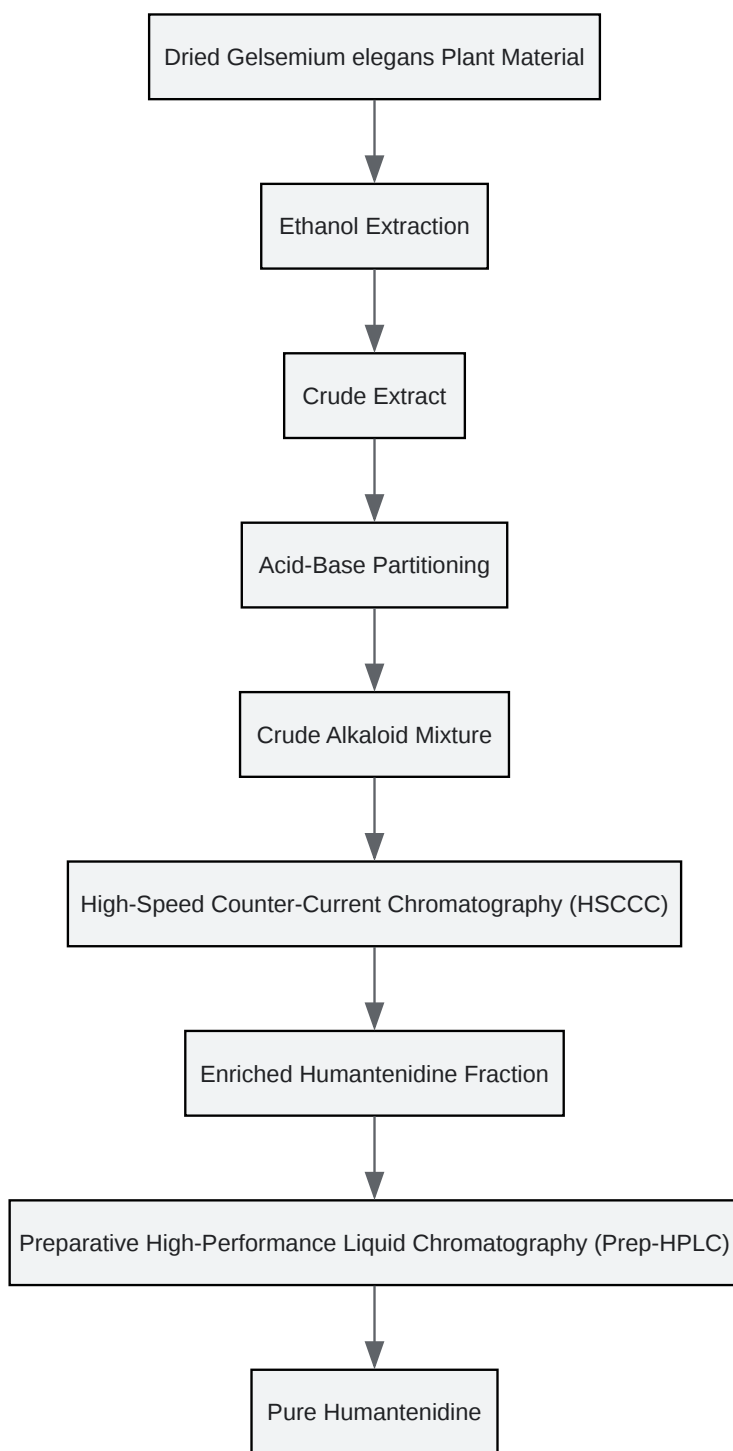 Dried Gelsemium elegans Plant Material
Ethanol Extraction
Crude Extract
Acid-Base Partitioning
Crude Alkaloid Mixture
High-Speed Counter-Current Chromatography (HSCCC)
Enriched Humantenidine Fraction
Preparative High-Performance Liquid Chromatography (Prep-HPLC)
Pure Humantenidine